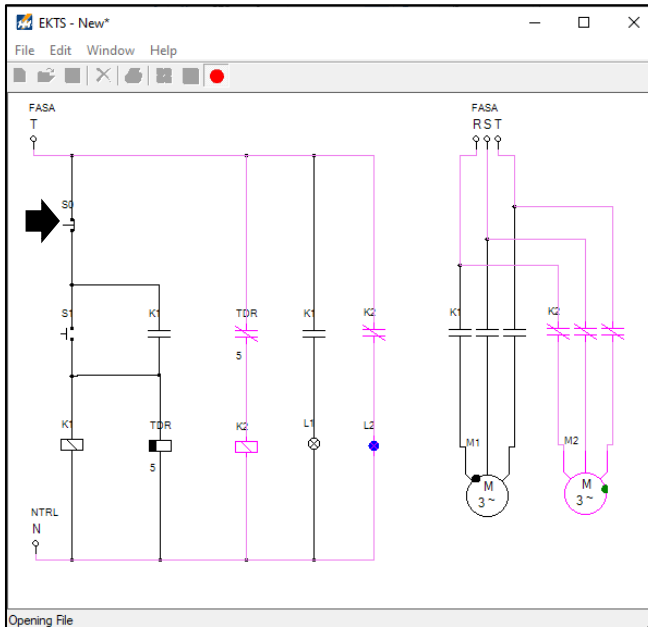 EKTS - New*
File Edit Window Help
FASA
T
FASA
R S T
S0
S1
K1
TDR
5
K1
K2
K1
K2
K1
TDR
5
K2
L1
L2
M1
M
3 ~
M2
M
3 ~
NTRL
N
Opening File